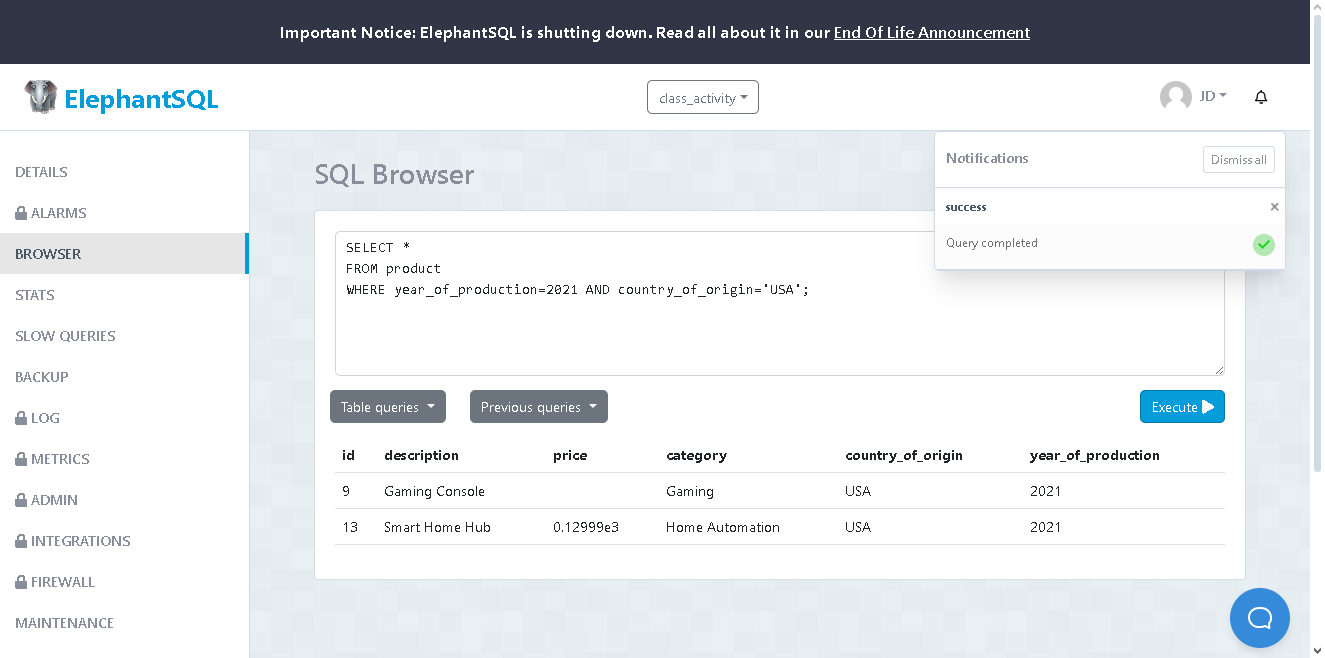 Important Notice: ElephantSQL is shutting down. Read all about it in our End Of Life Announcement
ElephantSQL
class_activity
JD
DETAILS
ALARMS
BROWSER
STATS
SLOW QUERIES
BACKUP
LOG
METRICS
ADMIN
INTEGRATIONS
FIREWALL
MAINTENANCE
Notifications Dismiss all
success ×
Query completed
SQL Browser
SELECT *
FROM product
WHERE year_of_production=2021 AND country_of_origin='USA';
Table queries Previous queries Execute
id description price category country_of_origin year_of_production
9 Gaming Console Gaming USA 2021
13 Smart Home Hub 0.12999e3 Home Automation USA 2021